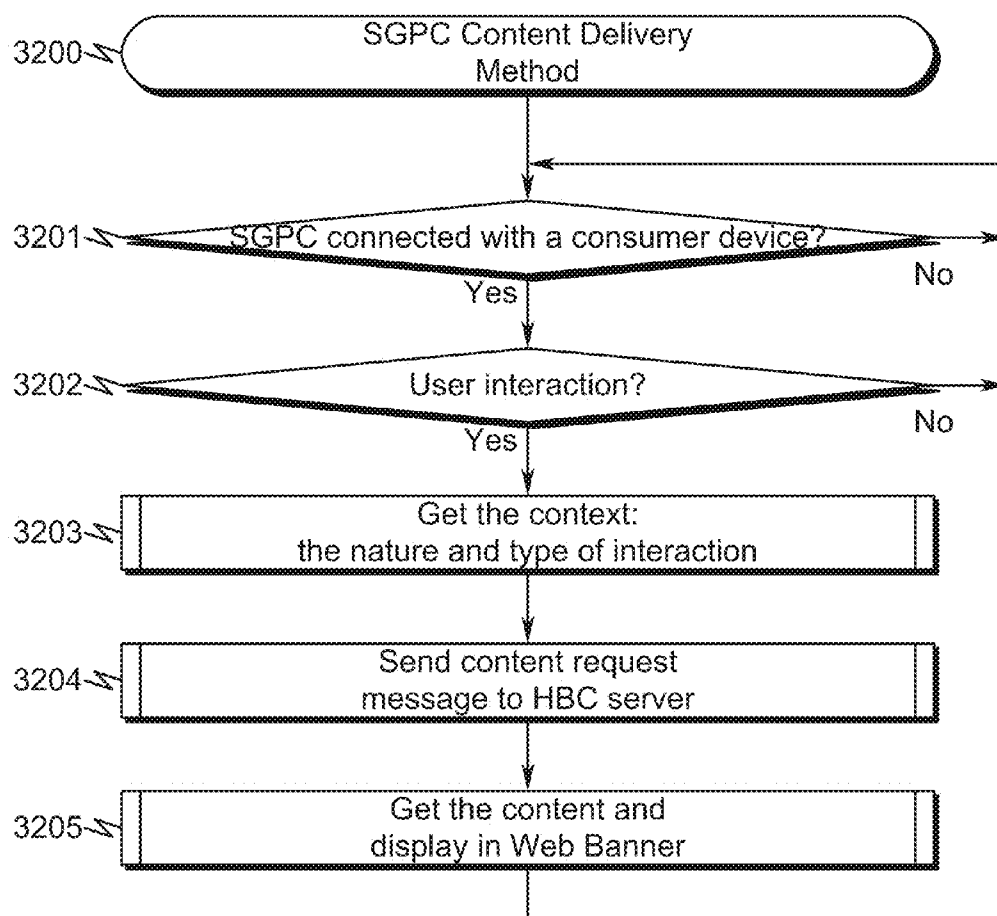 3200
SGPC Content Delivery
Method
3201
SGPC connected with a consumer device?
No
Yes
3202
User interaction?
No
Yes
3203
Get the context:
the nature and type of interaction
3204
Send content request
message to HBC server
3205
Get the content and
display in Web Banner